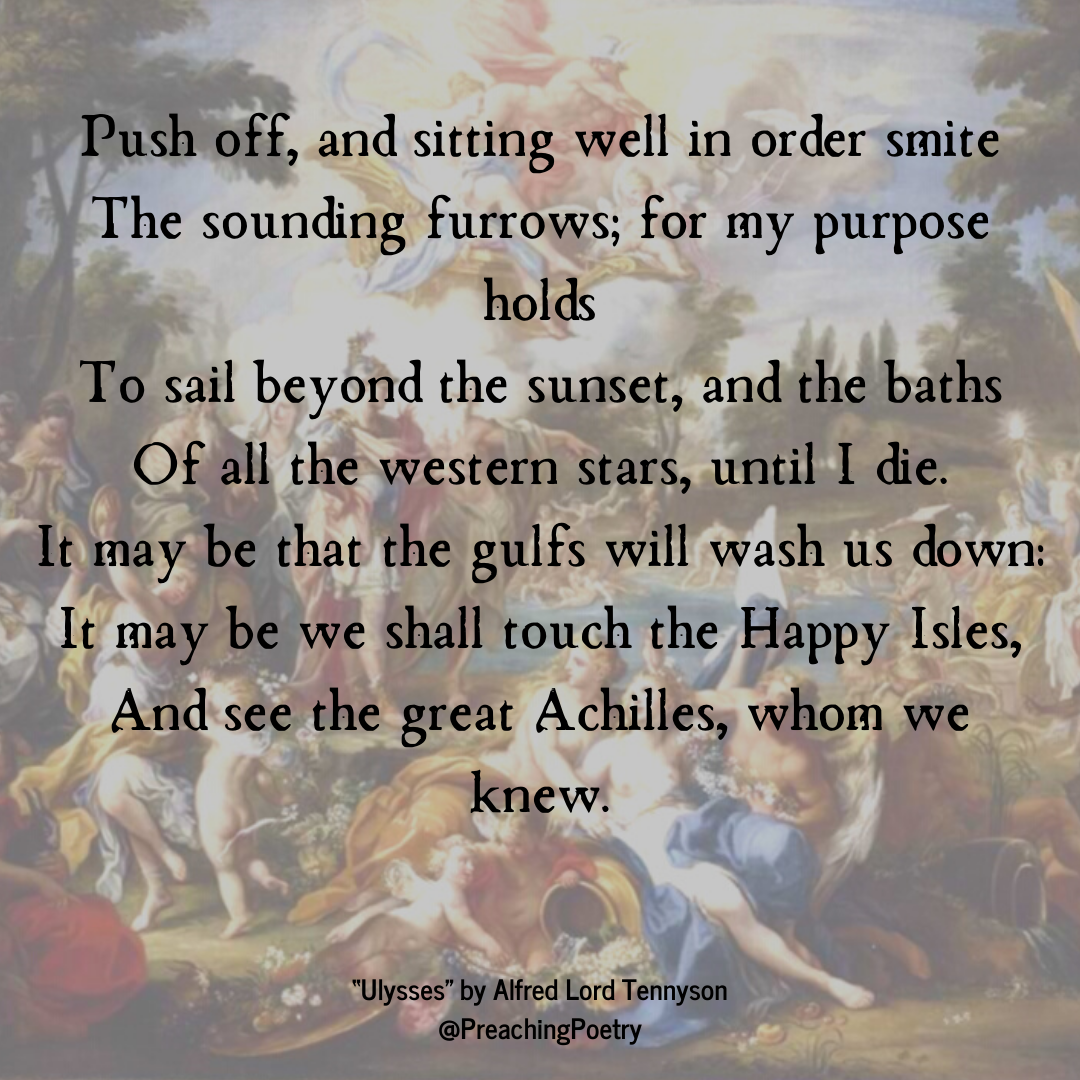 Push off, and sitting well in order smite
The sounding furrows; for my purpose
holds
To sail beyond the sunset, and the baths
Of all the western stars, until I die.
It may be that the gulfs will wash us down:
It may be we shall touch the Happy Isles,
And see the great Achilles, whom we
knew.
"Ulysses" by Alfred Lord Tennyson
@PreachingPoetry